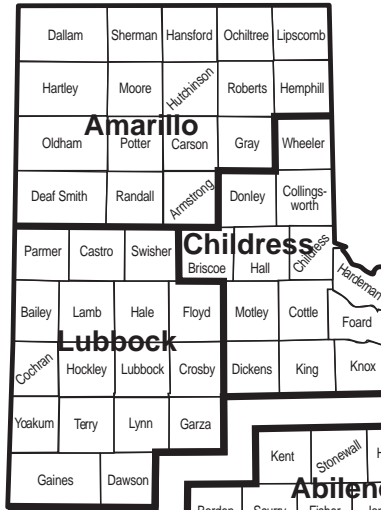 Dallam Sherman Hansford Ochiltree Lipscomb
Hartley Moore Hutchinson Roberts Hemphill
Amarillo
Oldham Potter Carson Gray Wheeler
Deaf Smith Randall Armstrong Donley Collings-
worth
Parmer Castro Swisher Childress Childress
Briscoe Hall Hardeman
Bailey Lamb Hale Floyd Motley Cottle Foard
Lubbock
Cochran Hockley Lubbock Crosby Dickens King Knox
Yoakum Terry Lynn Garza
Kent Stonewall
Gaines Dawson
Abilene
Borden Scurry Fisher